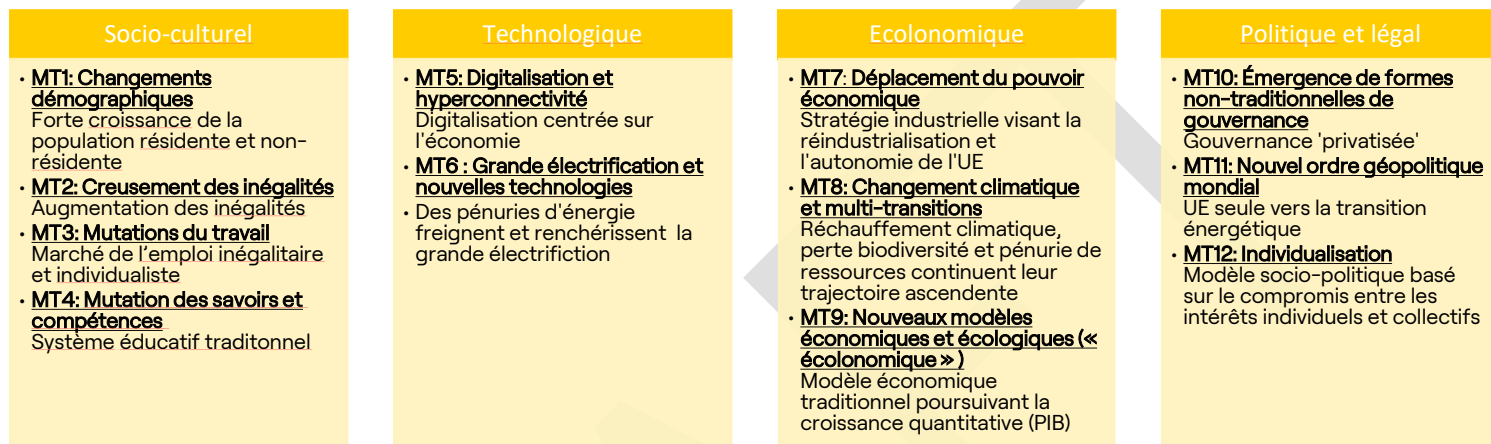 Socio-culturel
• MT1: Changements
démographiques
Forte croissance de la
population résidente et non-
résidente
• MT2: Creusement des inégalités
Augmentation des inégalités
• MT3: Mutations du travail
Marché de l’emploi inégalitaire
et individualiste
• MT4: Mutation des savoirs et
compétences
Système éducatif traditonnel
Technologique
• MT5: Digitalisation et
hyperconnectivité
Digitalisation centrée sur
l'économie
• MT6 : Grande électrification et
nouvelles technologies
• Des pénuries d'énergie
freignent et renchérissent la
grande électrifiction
Ecolonomique
• MT7: Déplacement du pouvoir
économique
Stratégie industrielle visant la
réindustrialisation et
l'autonomie de l'UE
• MT8: Changement climatique
et multi-transitions
Réchauffement climatique,
perte biodiversité et pénurie de
ressources continuent leur
trajectoire ascendente
• MT9: Nouveaux modèles
économiques et écologiques («
écolonomique » )
Modèle économique
traditionnel poursuivant la
croissance quantitative (PIB)
Politique et légal
• MT10: Émergence de formes
non-traditionnelles de
gouvernance
Gouvernance 'privatisée'
• MT11: Nouvel ordre géopolitique
mondial
UE seule vers la transition
énergétique
• MT12: Individualisation
Modèle socio-politique basé
sur le compromis entre les
intérêts individuels et collectifs